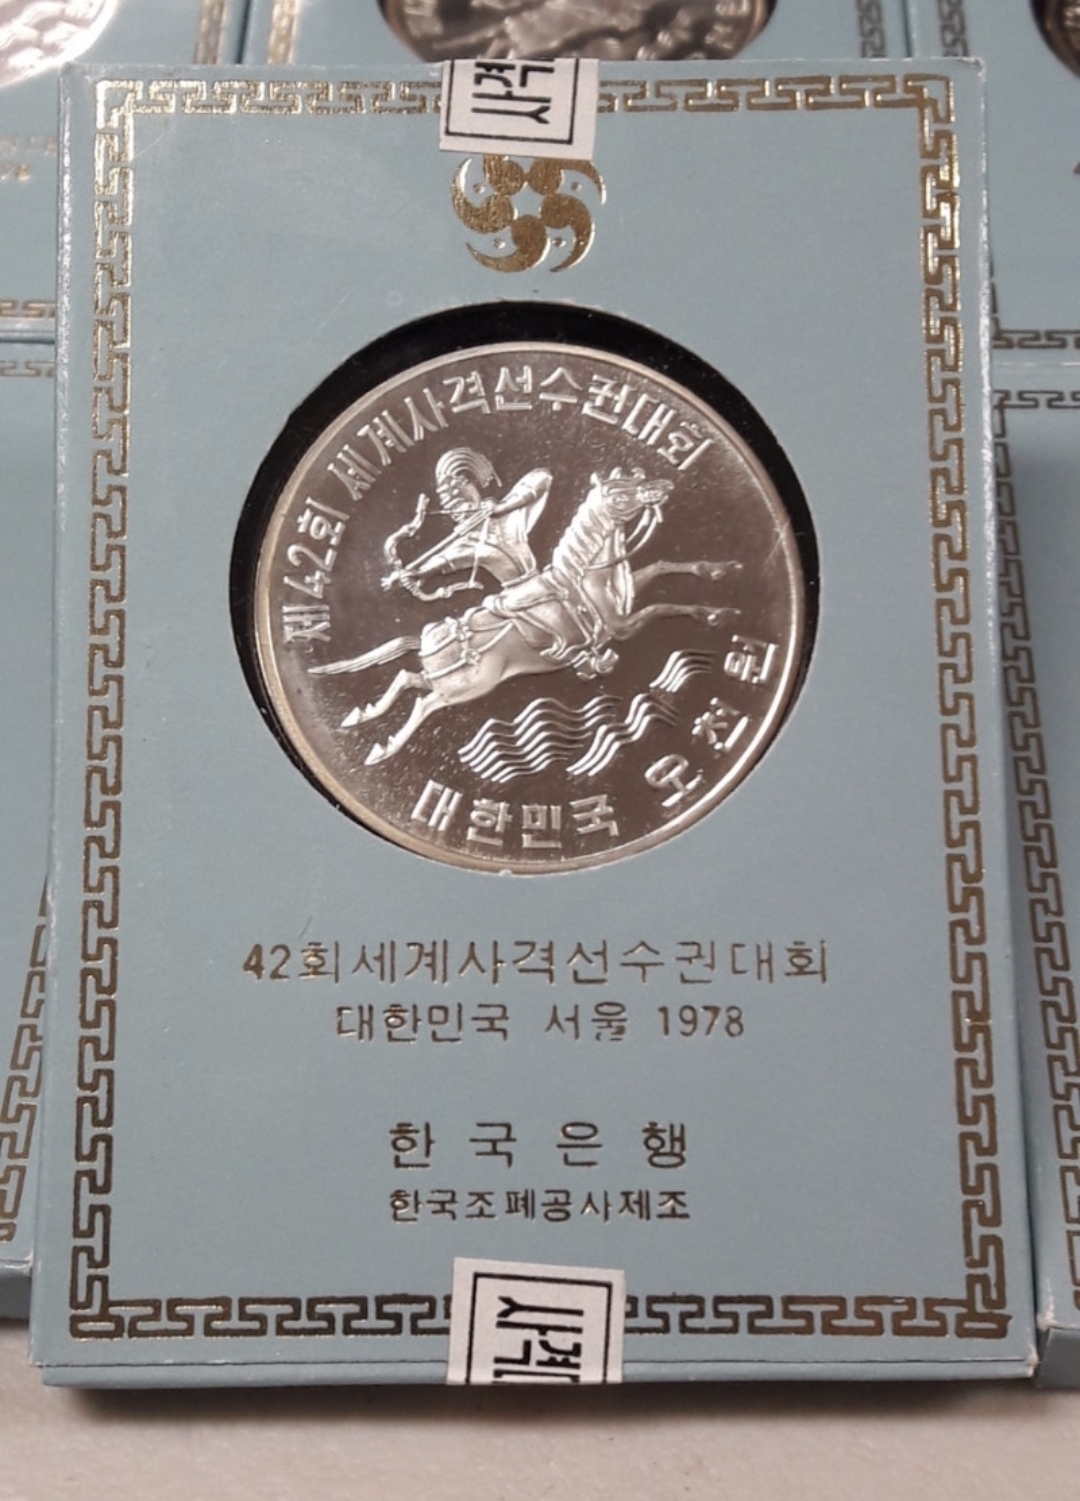 제42회 세계사격선수권대회
대한민국 오천원
42회세계사격선수권대회
대한민국 서울 1978
한국은행
한국조폐공사제조